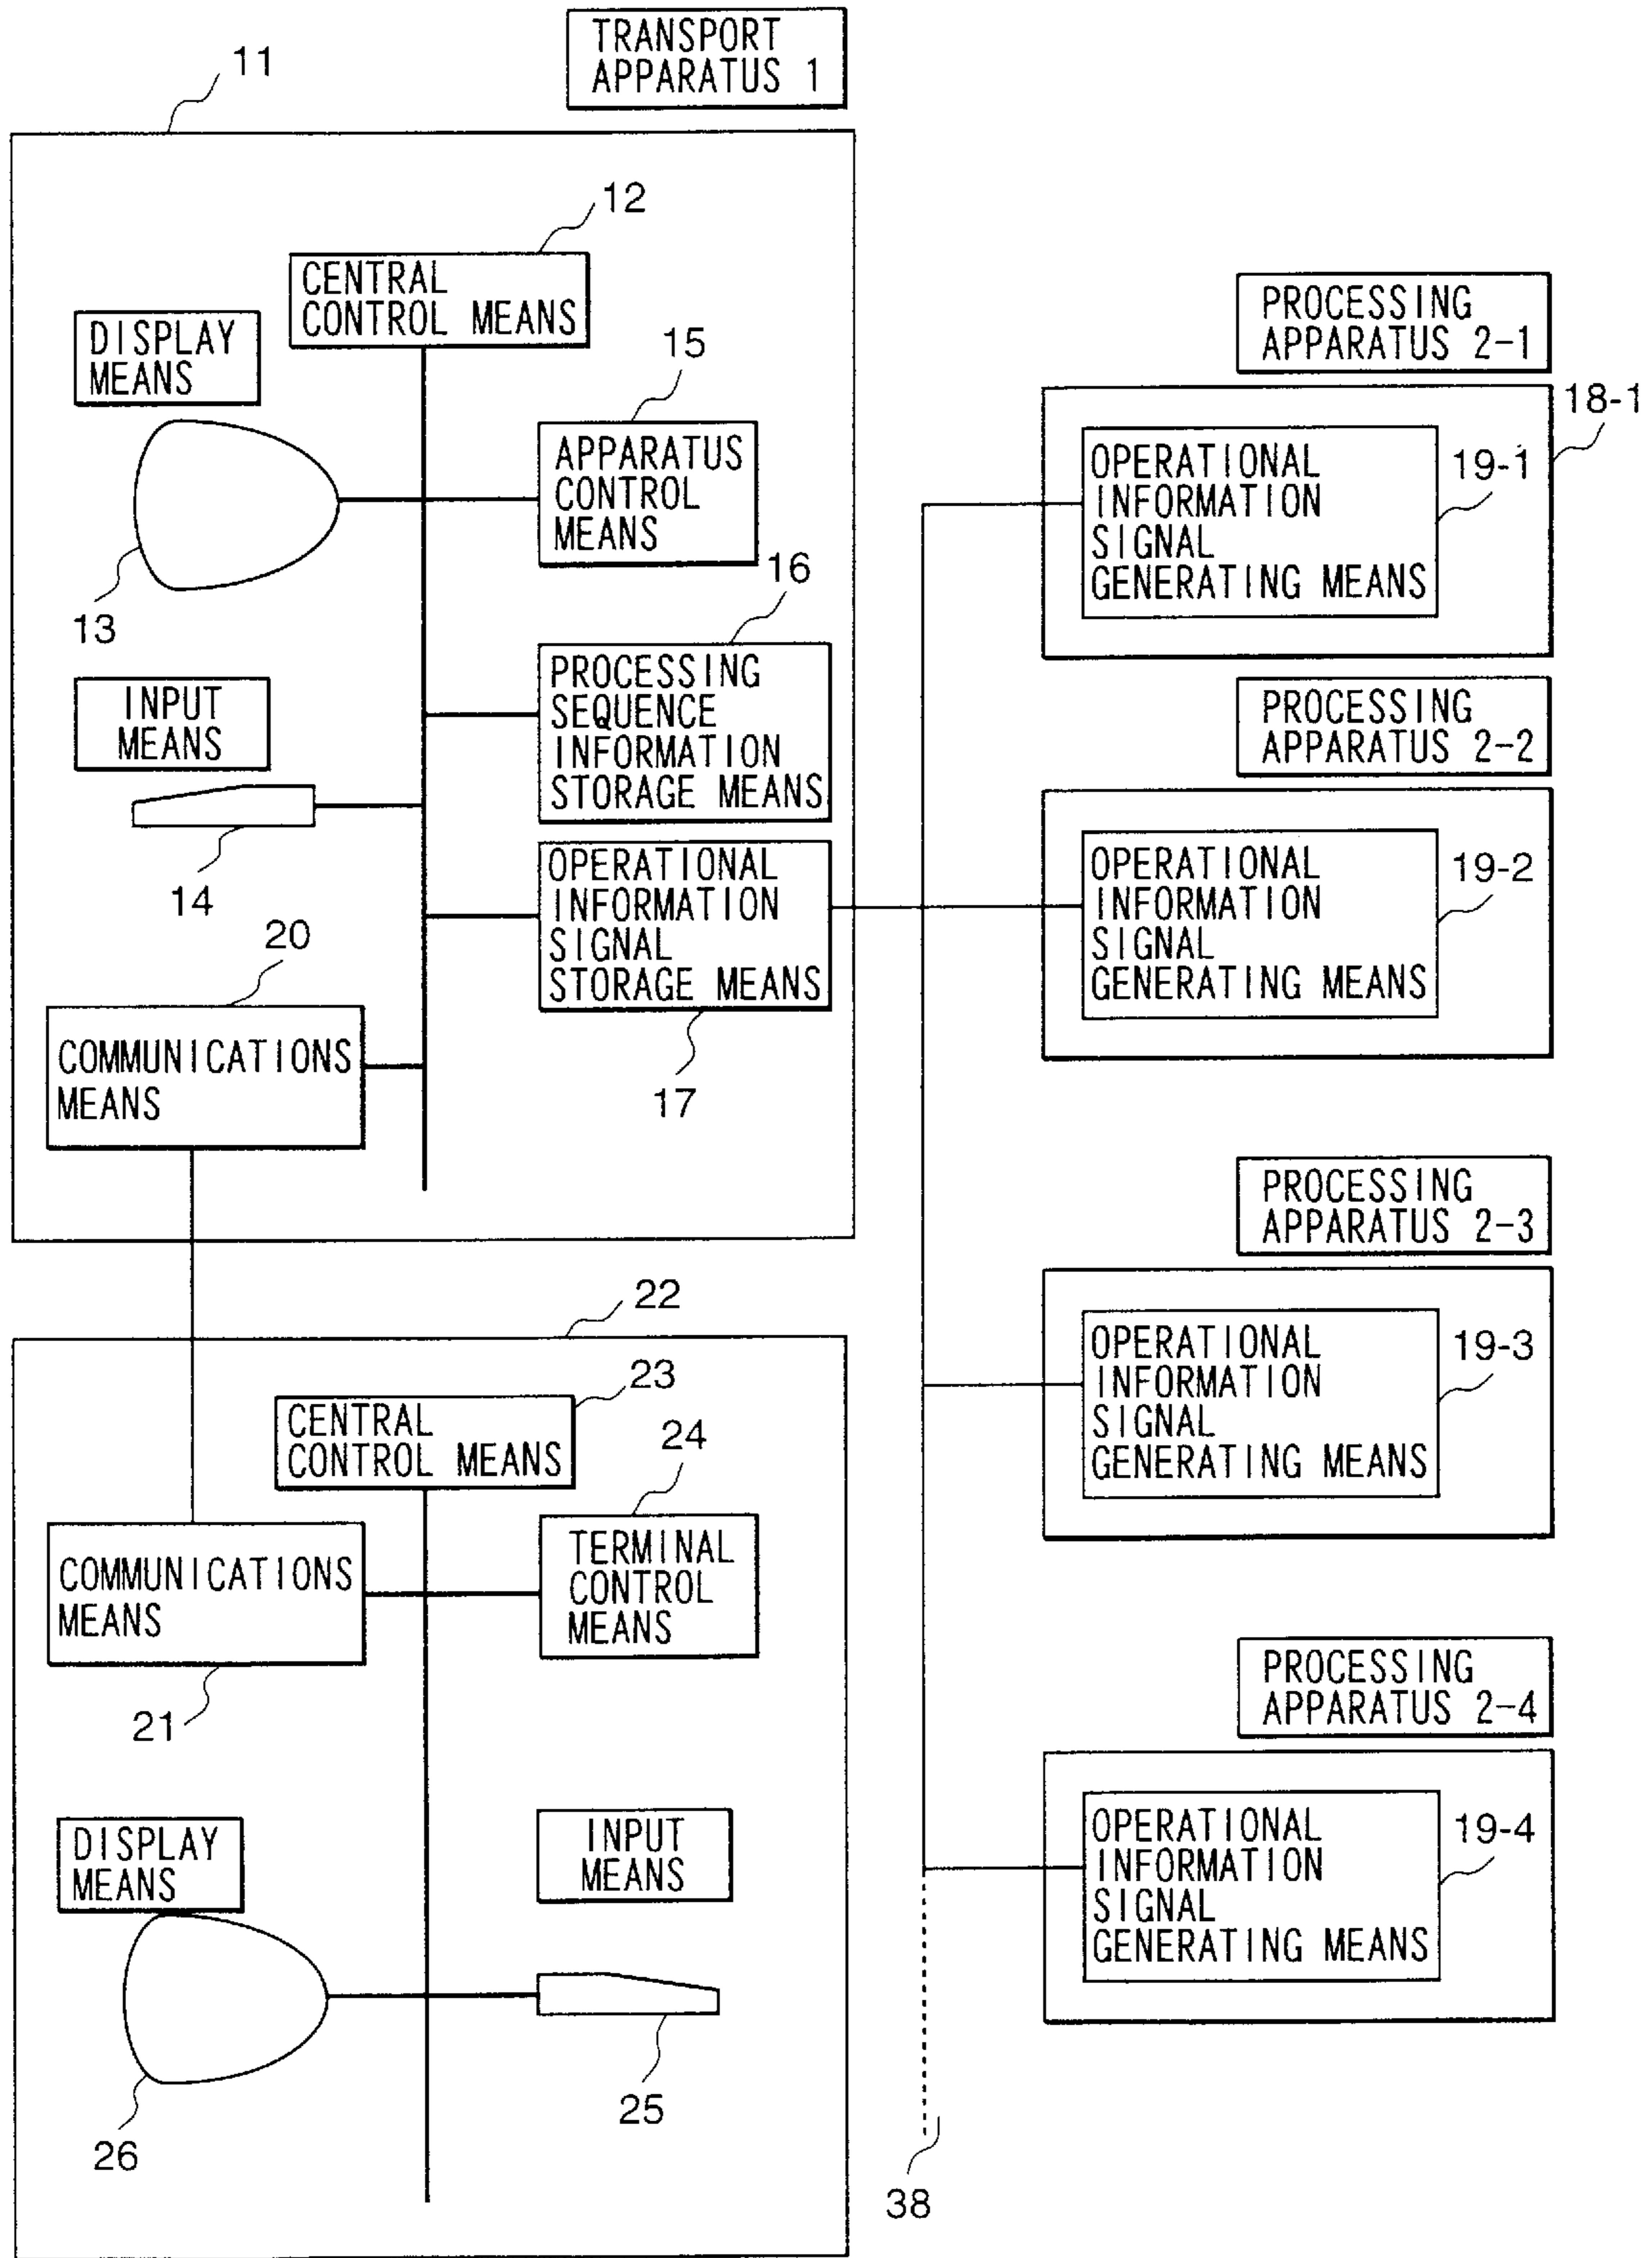 TRANSPORT
APPARATUS 1
11
12
CENTRAL
CONTROL MEANS
DISPLAY
MEANS
13
15
APPARATUS
CONTROL
MEANS
16
PROCESSING
SEQUENCE
INFORMATION
STORAGE MEANS
INPUT
MEANS
14
OPERATIONAL
INFORMATION
SIGNAL
STORAGE MEANS
17
20
COMMUNICATIONS
MEANS
PROCESSING
APPARATUS 2-1
18-1
OPERATIONAL
INFORMATION
SIGNAL
GENERATING MEANS
19-1
PROCESSING
APPARATUS 2-2
OPERATIONAL
INFORMATION
SIGNAL
GENERATING MEANS
19-2
PROCESSING
APPARATUS 2-3
OPERATIONAL
INFORMATION
SIGNAL
GENERATING MEANS
19-3
PROCESSING
APPARATUS 2-4
OPERATIONAL
INFORMATION
SIGNAL
GENERATING MEANS
19-4
38
22
23
CENTRAL
CONTROL MEANS
24
TERMINAL
CONTROL
MEANS
COMMUNICATIONS
MEANS
21
DISPLAY
MEANS
26
INPUT
MEANS
25